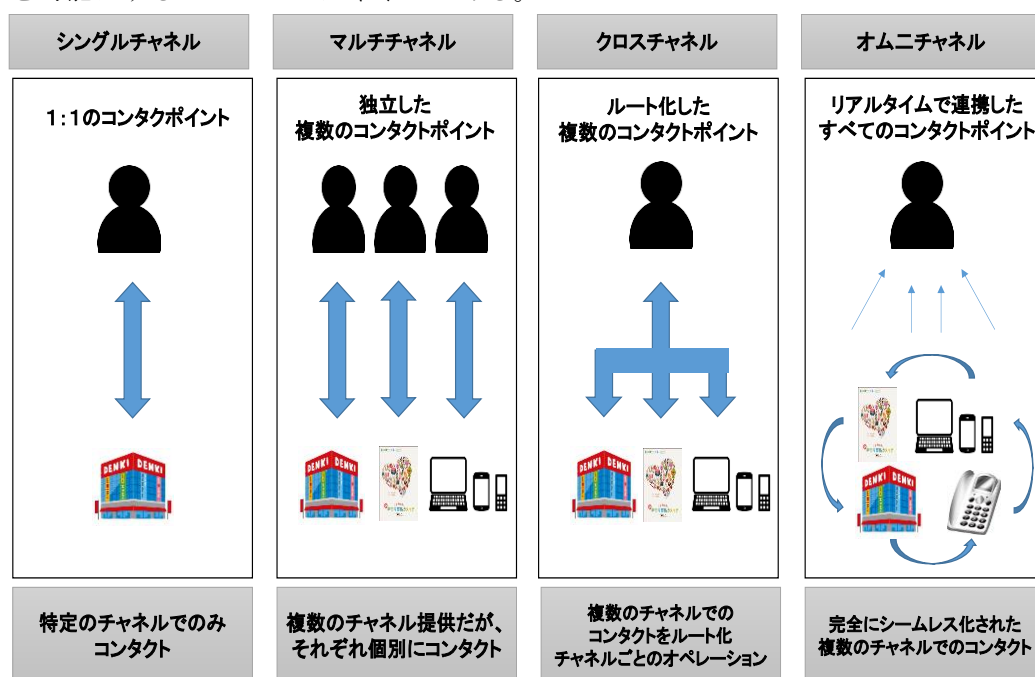 シングルチャネル
マルチチャネル
クロスチャネル
オムニチャネル
1:1のコンタクポイント
独立した
複数のコンタクトポイント
ルート化した
複数のコンタクトポイント
リアルタイムで連携した
すべてのコンタクトポイント
DENKI DENKI
DENKI DENKI
DENKI DENKI
DENKI DENKI
特定のチャネルでのみ
コンタクト
複数のチャネル提供だが、
それぞれ個別にコンタクト
複数のチャネルでの
コンタクトをルート化
チャネルごとのオペレーション
完全にシームレス化された
複数のチャネルでのコンタクト